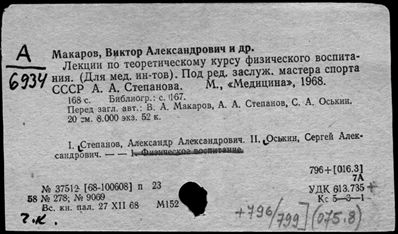 А
6934
Макаров, Виктор Александрович и др.
Лекции по теоретическому курсу физического воспита-
ния. (Для мед. ин-тов). Под ред. заслуж. мастера спорта
СССР А. А. Степанова. М., «Медицина», 1968.
168 с. Библиогр.: с. 167.
Перед загл. авт.: В. А. Макаров, А. А. Степанов, С. А. Оськин.
20 см. 8.000 экз. 52 к.
I. Степанов, Александр Александрович. II. Оськин, Сергей Алек-
сандрович. — — 1. Физическое воспитание.
796+[016.3]
7А
№ 37512 [68-100608] п 23
УДК 613.735 +
58 № 278; № 9069
Кс 5—3—1
Вс. кн. пал. 27 XII 68 М152
+796/799] (075.8)
г.к.